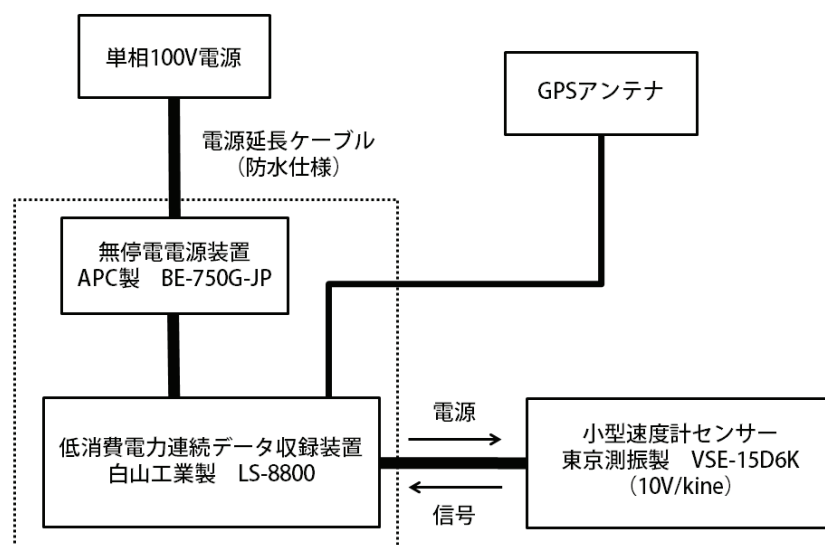 単相100V電源
GPSアンテナ
電源延長ケーブル
（防水仕様）
無停電電源装置
APC製　BE-750G-JP
低消費電力連続データ収録装置
白山工業製　LS-8800
電源
信号
小型速度計センサー
東京測振製　VSE-15D6K
（10V/kine）